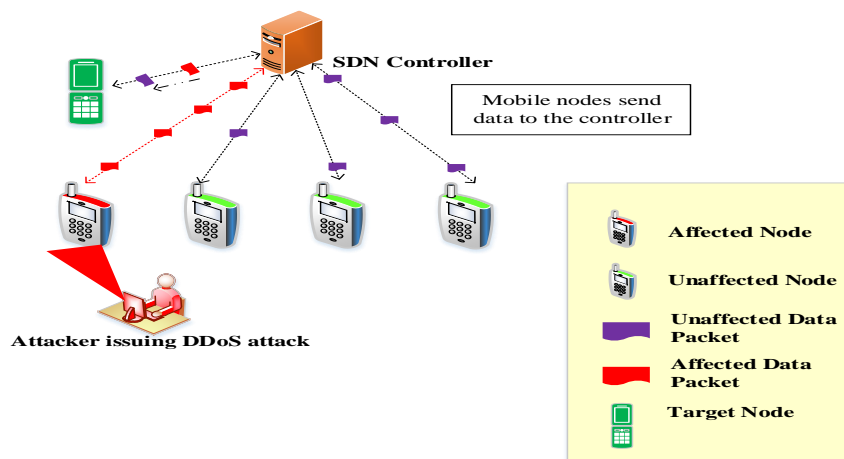 SDN Controller
Mobile nodes send
data to the controller
Attacker issuing DDoS attack
Affected Node
Unaffected Node
Unaffected Data
Packet
Affected Data
Packet
Target Node